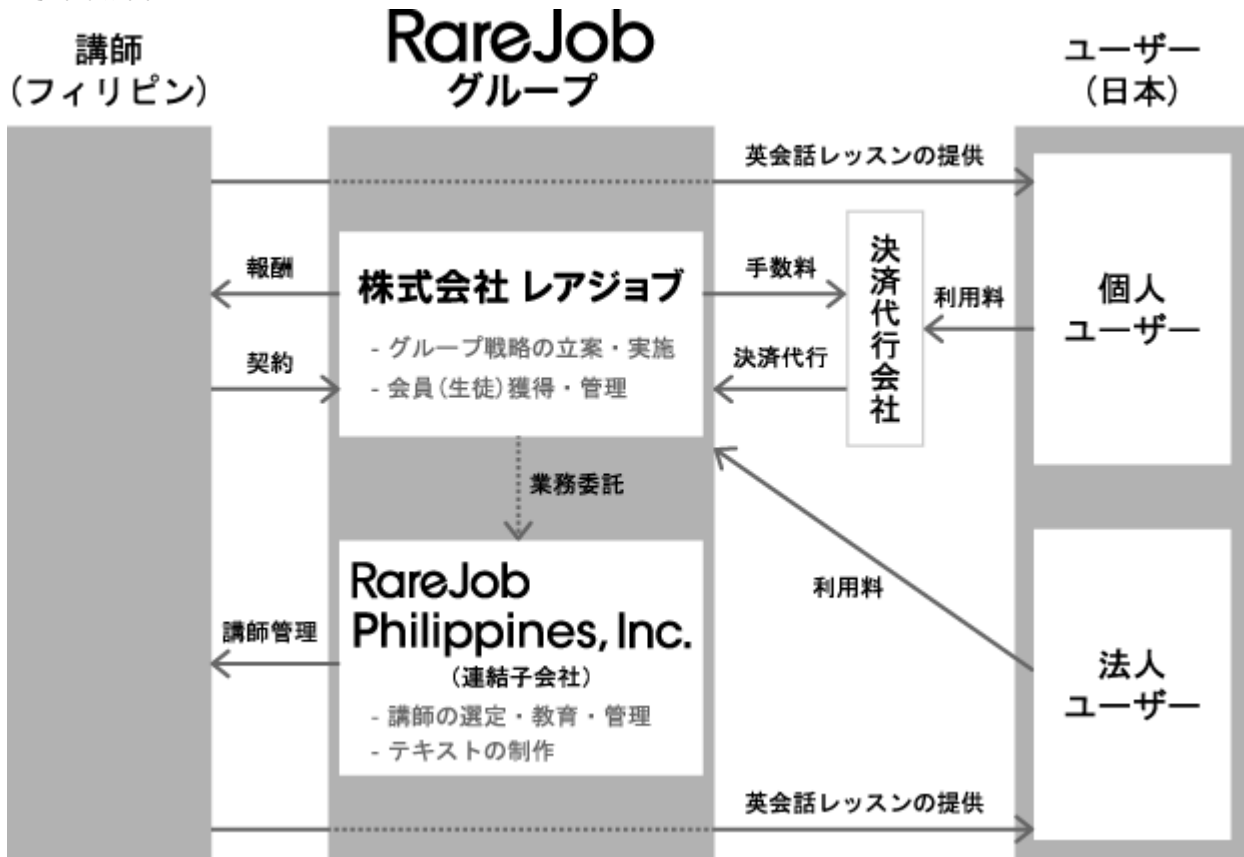 講師
(フィリピン)
RareJob
グループ
ユーザー
(日本)
英会話レッスンの提供
報酬
契約
株式会社 レアジョブ
- グループ戦略の立案・実施
- 会員(生徒)獲得・管理
手数料
決済代行
決済代行会社
利用料
個人
ユーザー
業務委託
RareJob
Philippines, Inc.
(連結子会社)
- 講師の選定・教育・管理
- テキストの制作
講師管理
利用料
法人
ユーザー
英会話レッスンの提供